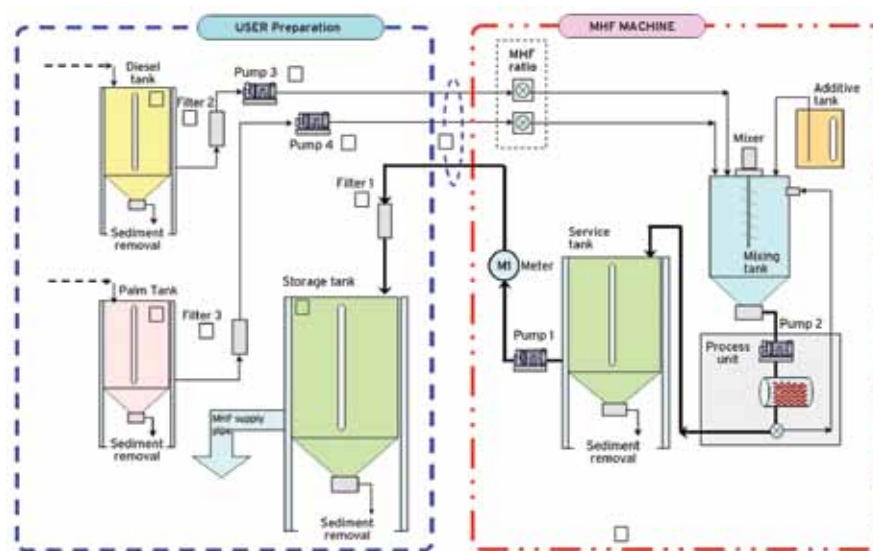 USER Preparation
MHF MACHINE
Diesel
tank
Pump 3
Filter 2
Pump 4
MHF
ratio
Additive
tank
Mixer
Filter 1
Sediment
removal
Service
tank
Mixing
tank
M1 Meter
Palm Tank
Storage tank
Filter 3
Pump 1
Pump 2
Process
unit
MHF supply
pipe
Sediment
removal
Sediment
removal
Sediment
removal